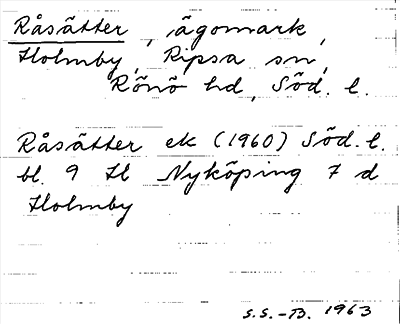 Råsätter, ägomark,
Holmby, Ripsa sn,
Rönö hd, Söd. l.
Råsätter ek (1960) Söd. l.
bl. 9 H Nyköping 7 d
Holmby
S.S.-B. 1963